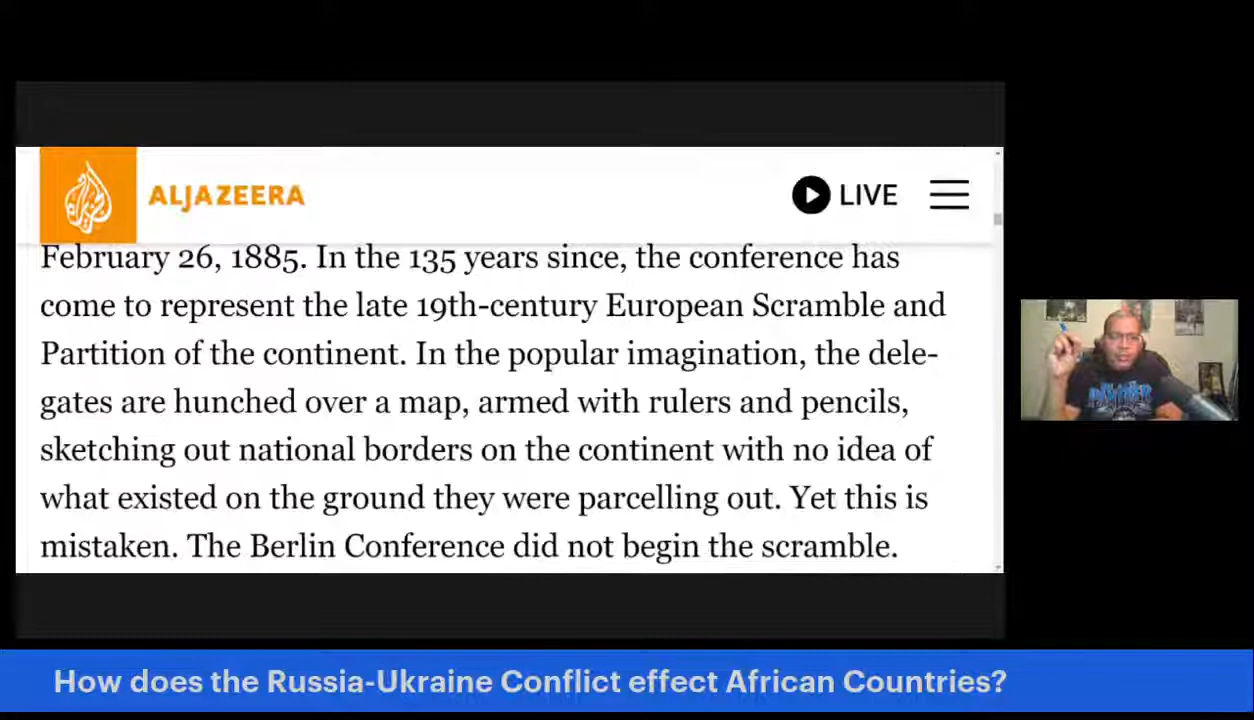 ALJAZEERA
LIVE
February 26, 1885. In the 135 years since, the conference has
come to represent the late 19th-century European Scramble and
Partition of the continent. In the popular imagination, the dele-
gates are hunched over a map, armed with rulers and pencils,
sketching out national borders on the continent with no idea of
what existed on the ground they were parcelling out. Yet this is
mistaken. The Berlin Conference did not begin the scramble.
How does the Russia-Ukraine Conflict effect African Countries?